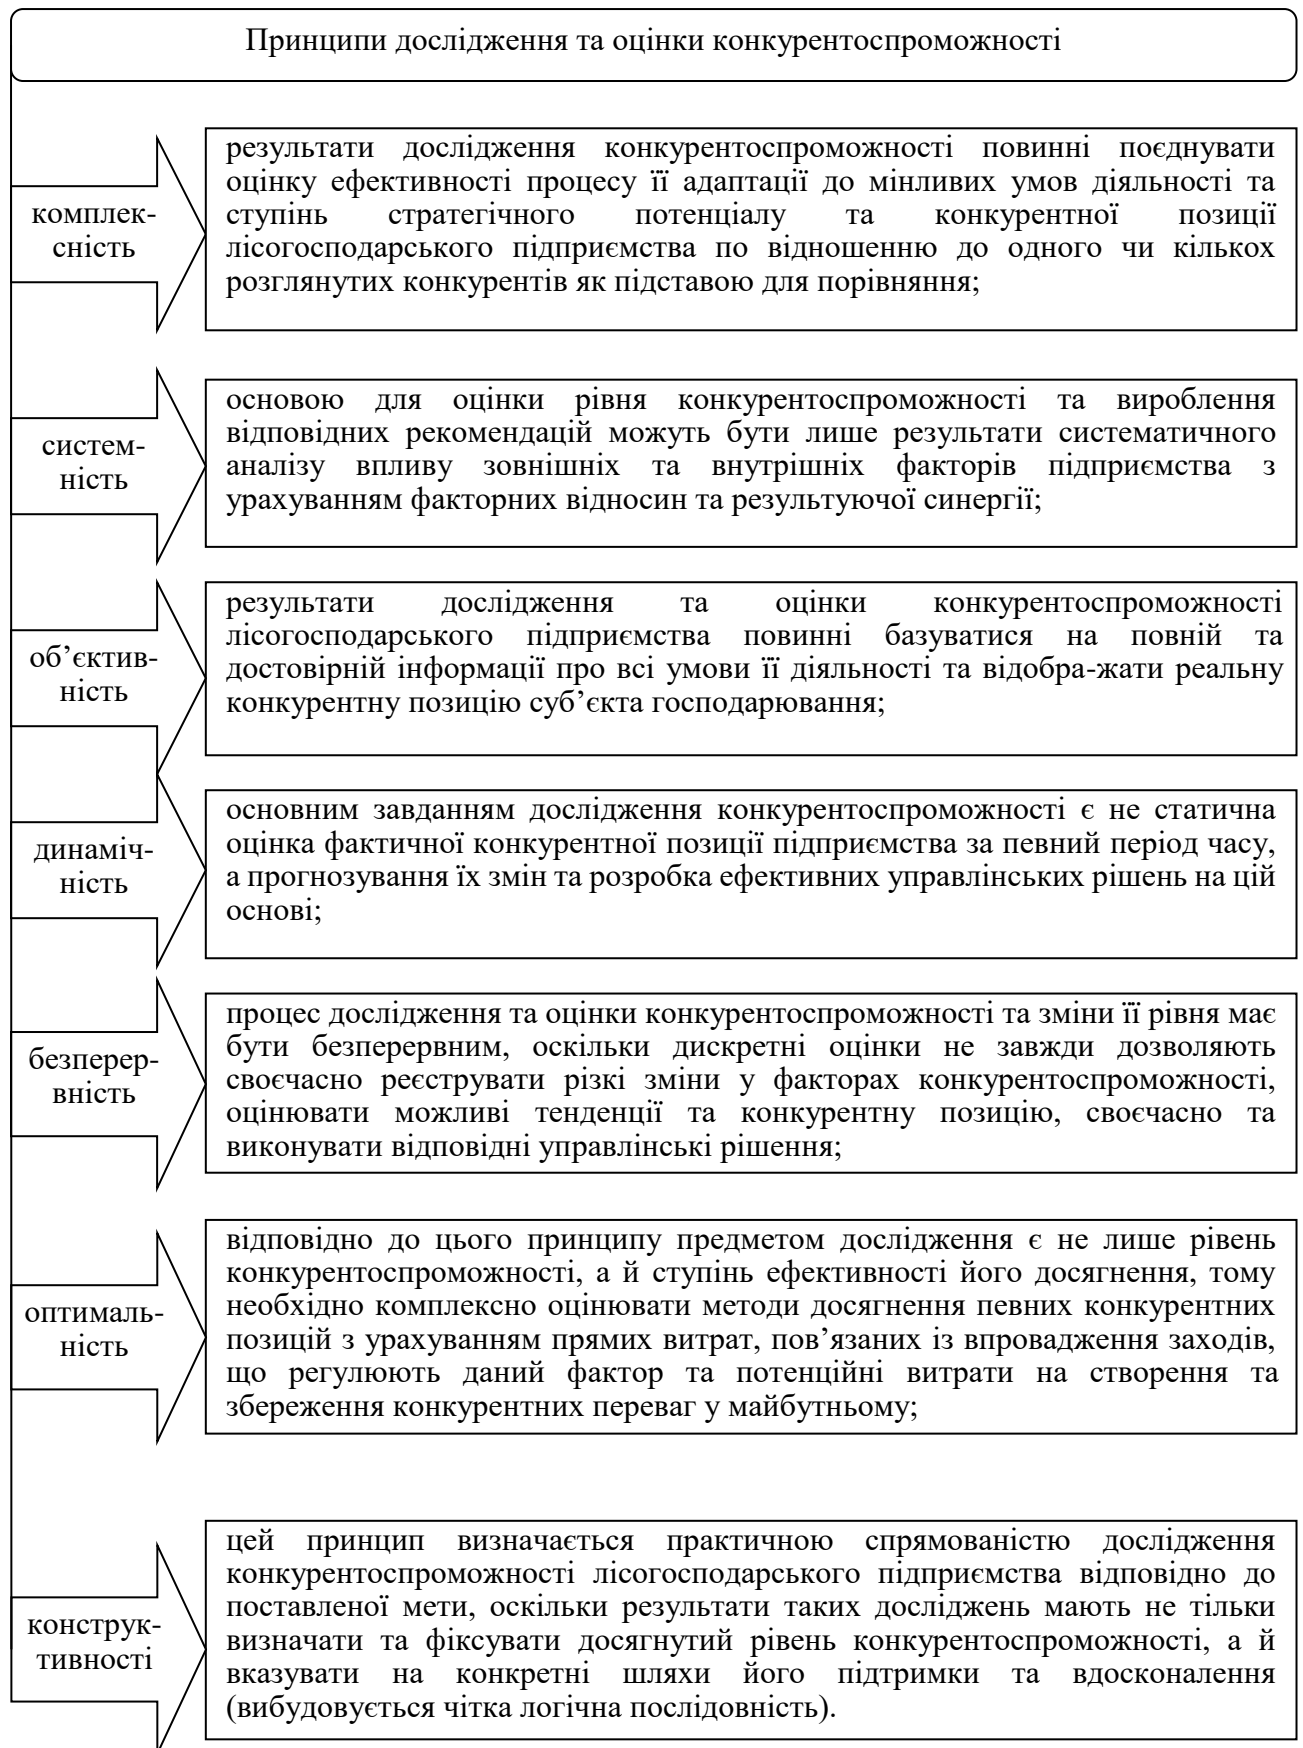 Принципи дослідження та оцінки конкурентоспроможності
комплек-
сність
результати дослідження конкурентоспроможності повинні поєднувати
оцінку ефективності процесу її адаптації до мінливих умов діяльності та
ступінь стратегічного потенціалу та конкурентної позиції
лісогосподарського підприємства по відношенню до одного чи кількох
розглянутих конкурентів як підставою для порівняння;
систем-
ність
основою для оцінки рівня конкурентоспроможності та вироблення
відповідних рекомендацій можуть бути лише результати систематичного
аналізу впливу зовнішніх та внутрішніх факторів підприємства з
урахуванням факторних відносин та результуючої синергії;
об’єктив-
ність
результати дослідження та оцінки конкурентоспроможності
лісогосподарського підприємства повинні базуватися на повній та
достовірній інформації про всі умови її діяльності та відобра-жати реальну
конкурентну позицію суб’єкта господарювання;
динаміч-
ність
основним завданням дослідження конкурентоспроможності є не статична
оцінка фактичної конкурентної позиції підприємства за певний період часу,
а прогнозування їх змін та розробка ефективних управлінських рішень на цій
основі;
безперер-
вність
процес дослідження та оцінки конкурентоспроможності та зміни її рівня має
бути безперервним, оскільки дискретні оцінки не завжди дозволяють
своєчасно реєструвати різкі зміни у факторах конкурентоспроможності,
оцінювати можливі тенденції та конкурентну позицію, своєчасно та
виконувати відповідні управлінські рішення;
оптималь-
ність
відповідно до цього принципу предметом дослідження є не лише рівень
конкурентоспроможності, а й ступінь ефективності його досягнення, тому
необхідно комплексно оцінювати методи досягнення певних конкурентних
позицій з урахуванням прямих витрат, пов’язаних із впровадження заходів,
що регулюють даний фактор та потенційні витрати на створення та
збереження конкурентних переваг у майбутньому;
конструк-
тивності
цей принцип визначається практичною спрямованістю дослідження
конкурентоспроможності лісогосподарського підприємства відповідно до
поставленої мети, оскільки результати таких досліджень мають не тільки
визначати та фіксувати досягнутий рівень конкурентоспроможності, а й
вказувати на конкретні шляхи його підтримки та вдосконалення
(вибудовується чітка логічна послідовність).